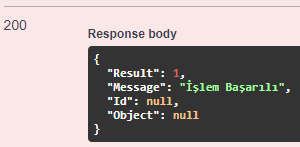 200
Response body
{
"Result": 1,
"Message": "İşlem Başarılı",
"Id": null,
"Object": null
}